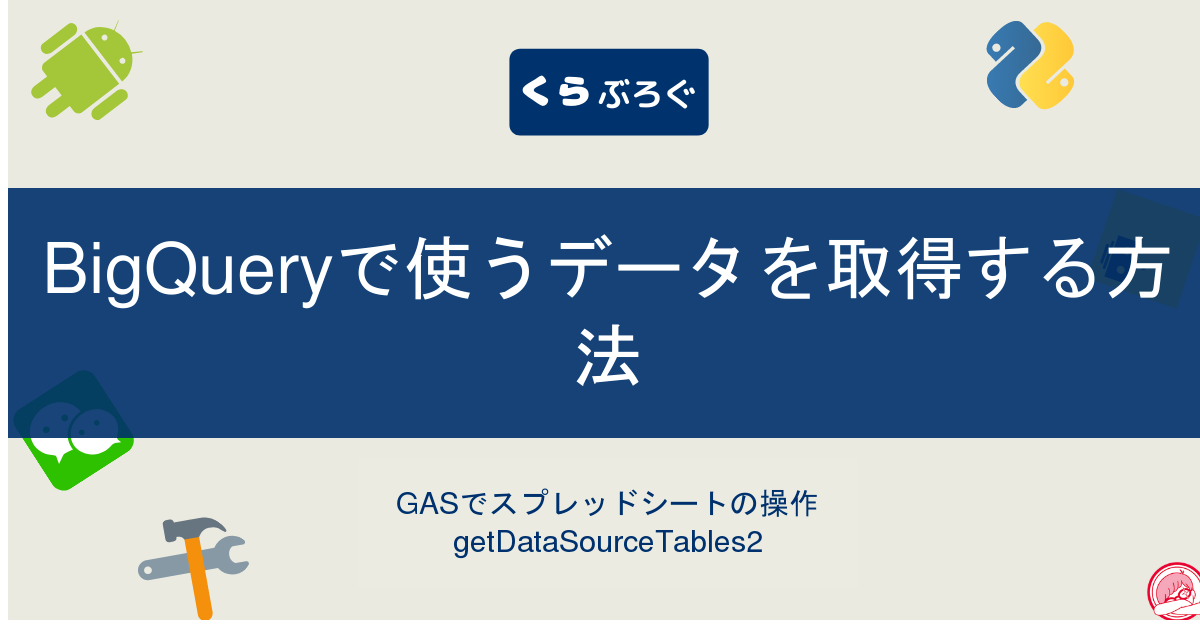 くらぶろぐ
BigQueryで使うデータを取得する方
法
GASでスプレッドシートの操作
getDataSourceTables2